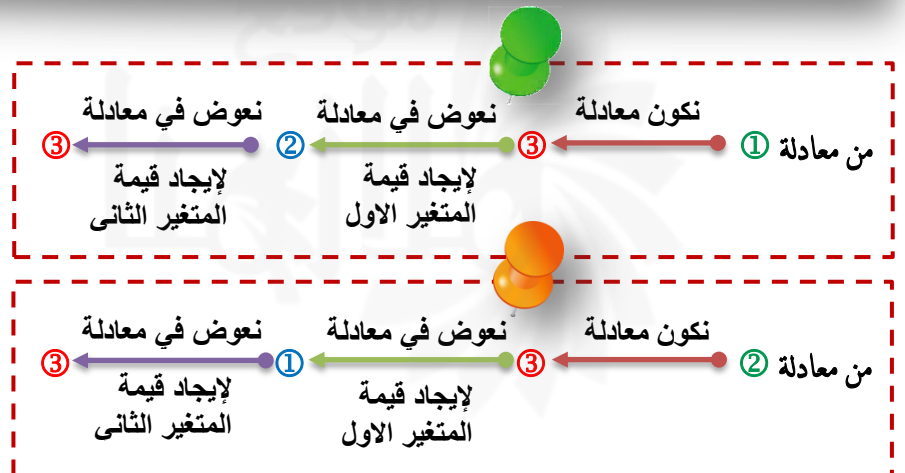 من معادلة ① نكون معادلة ③ نعوض في معادلة ② نعوض في معادلة ③
لإيجاد قيمة
المتغير الاول
لإيجاد قيمة
المتغير الثانى
من معادلة ② نكون معادلة ③ نعوض في معادلة ① نعوض في معادلة ③
لإيجاد قيمة
المتغير الاول
لإيجاد قيمة
المتغير الثانى